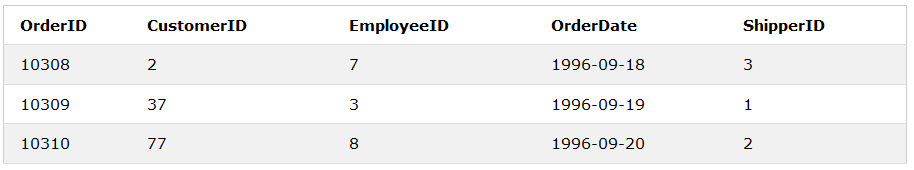 OrderID CustomerID EmployeeID OrderDate ShipperID
10308 2 7 1996-09-18 3
10309 37 3 1996-09-19 1
10310 77 8 1996-09-20 2